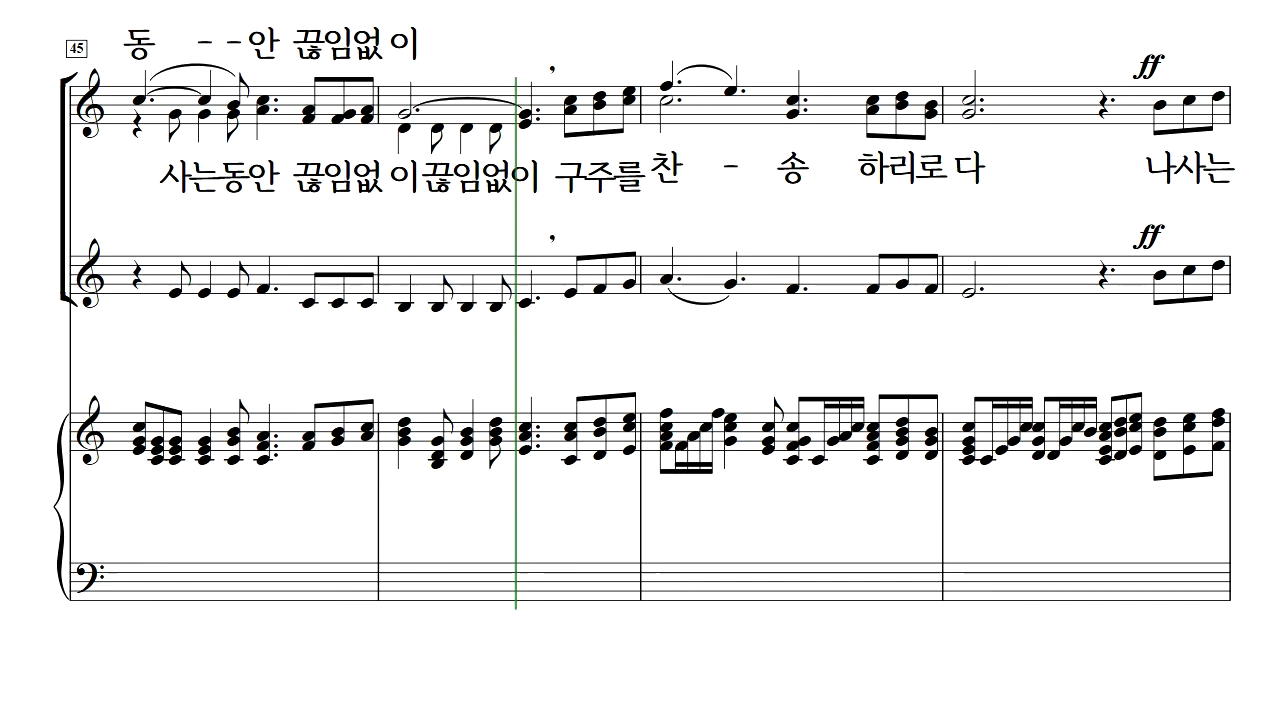 45
동 - - 안 끊임없 이
사는동안 끊임없 이끊임없이 구주를 찬 - 송 하리로 다 나사는
ff
ff